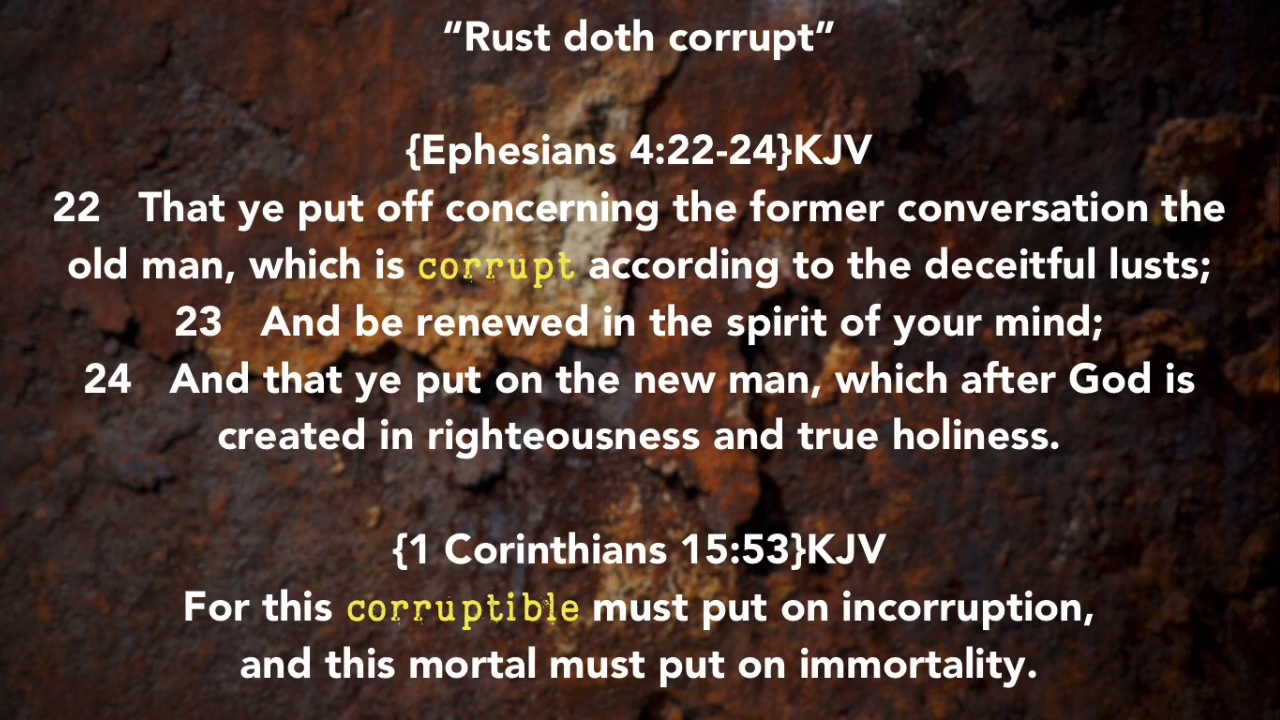 “Rust doth corrupt”
{Ephesians 4:22-24}KJV
22 That ye put off concerning the former conversation the
old man, which is corrupt according to the deceitful lusts;
23 And be renewed in the spirit of your mind;
24 And that ye put on the new man, which after God is
created in righteousness and true holiness.
{1 Corinthians 15:53}KJV
For this corruptible must put on incorruption,
and this mortal must put on immortality.